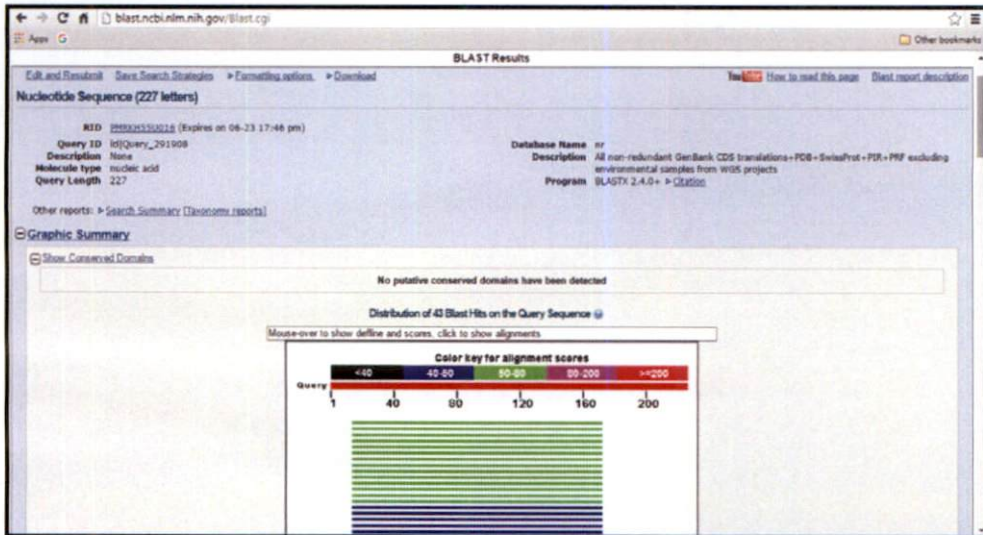 blast.ncbi.nlm.nih.gov/Blast.cgi
Apps G Other bookmarks
BLAST Results
Edit and Resubmit Save Search Strategies ▶Formatting options ▶Download You Tube How to read this page Blast report description
Nucleotide Sequence (227 letters)
RID (Expires on 06-23 17:46 pm)
Query ID lcl|Query_291908
Description None
Molecule type nucleic acid
Query Length 227
Database Name nr
Description All non-redundant GenBank CDS translations+PDB+SwissProt+PIR+PRF excluding
environmental samples from WGS projects
Program BLASTX 2.4.0+ ▶Citation
Other reports: ▶Search Summary [Taxonomy reports]
Graphic Summary
Show Conserved Domains
No putative conserved domains have been detected
Distribution of 43 Blast Hits on the Query Sequence
Mouse-over to show defline and scores, click to show alignments
Color key for alignment scores
<40 40-50 50-80 80-200 >=200
Query
1 40 80 120 160 200